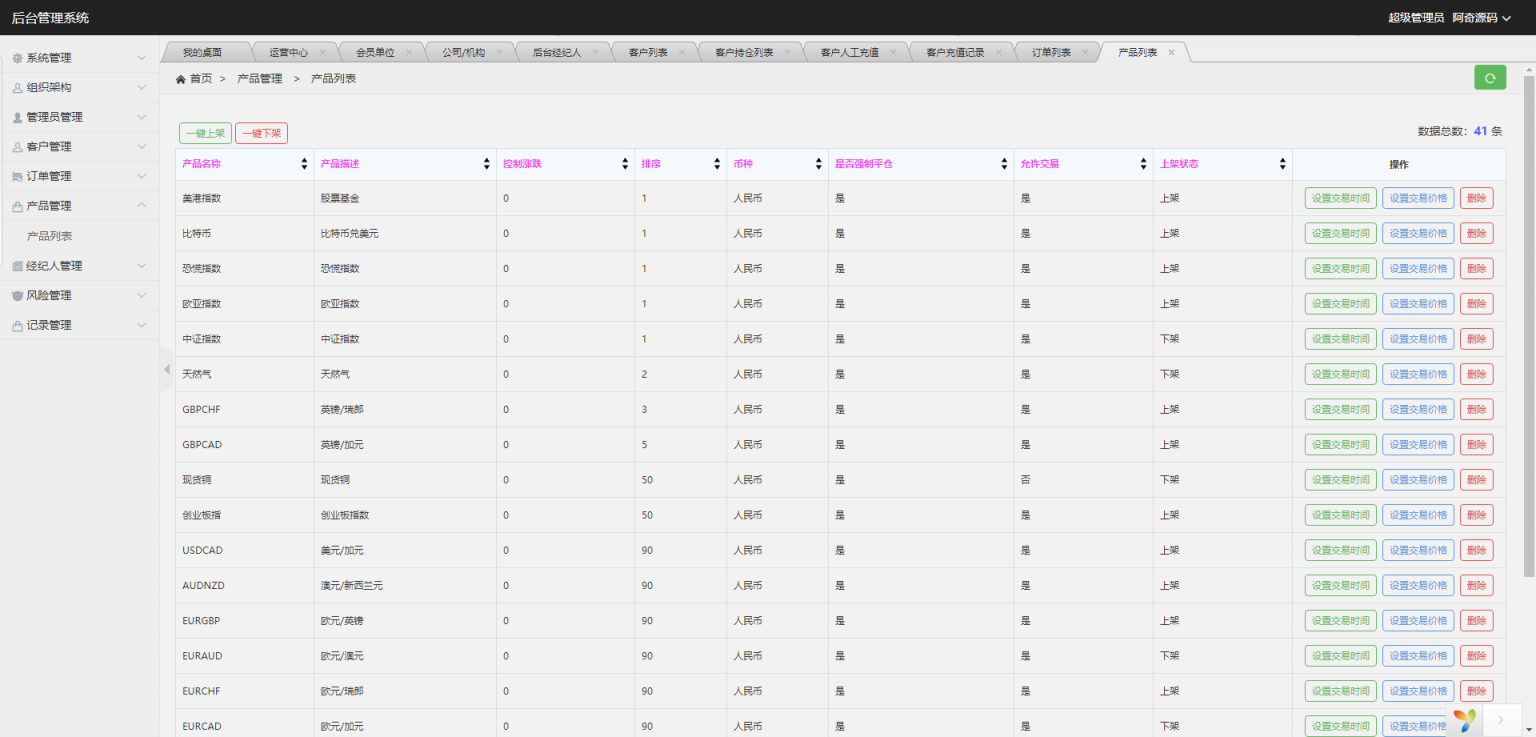 后台管理系统
超级管理员 阿奇源码
我的桌面 运营中心 会员单位 公司/机构 后台经纪人 客户列表 客户持仓列表 客户人工充值 客户充值记录 订单列表 产品列表
系统管理
组织架构
管理员管理
客户管理
订单管理
产品管理
产品列表
经纪人管理
风险管理
记录管理
首页 > 产品管理 > 产品列表
一键上架 一键下架
数据总数：41 条
产品名称 产品描述 控制涨跌 排序 币种 是否强制平仓 允许交易 上架状态 操作
美港指数 股票基金 0 1 人民币 是 是 上架 设置交易时间 设置交易价格 删除
比特币 比特币兑美元 0 1 人民币 是 是 上架 设置交易时间 设置交易价格 删除
恐慌指数 恐慌指数 0 1 人民币 是 是 上架 设置交易时间 设置交易价格 删除
欧亚指数 欧亚指数 0 1 人民币 是 是 上架 设置交易时间 设置交易价格 删除
中证指数 中证指数 0 1 人民币 是 是 下架 设置交易时间 设置交易价格 删除
天然气 天然气 0 2 人民币 是 是 下架 设置交易时间 设置交易价格 删除
GBPCHF 英镑/瑞郎 0 3 人民币 是 是 上架 设置交易时间 设置交易价格 删除
GBPCAD 英镑/加元 0 5 人民币 是 是 上架 设置交易时间 设置交易价格 删除
现货铜 现货铜 0 50 人民币 是 否 下架 设置交易时间 设置交易价格 删除
创业板指 创业板指数 0 50 人民币 是 是 上架 设置交易时间 设置交易价格 删除
USDCAD 美元/加元 0 90 人民币 是 是 上架 设置交易时间 设置交易价格 删除
AUDNZD 澳元/新西兰元 0 90 人民币 是 是 上架 设置交易时间 设置交易价格 删除
EURGBP 欧元/英镑 0 90 人民币 是 是 上架 设置交易时间 设置交易价格 删除
EURAUD 欧元/澳元 0 90 人民币 是 是 下架 设置交易时间 设置交易价格 删除
EURCHF 欧元/瑞郎 0 90 人民币 是 是 上架 设置交易时间 设置交易价格 删除
EURCAD 欧元/加元 0 90 人民币 是 是 下架 设置交易时间 设置交易价格